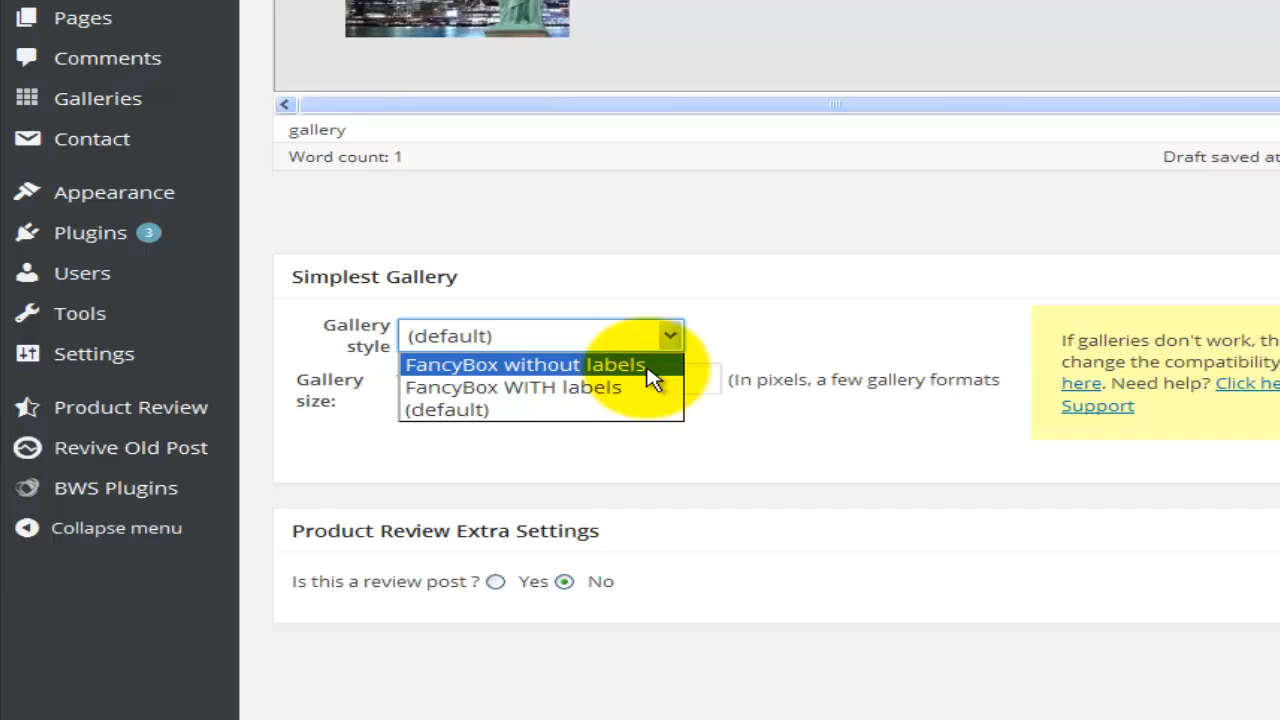 Pages
Comments
Galleries
Contact
Appearance
Plugins 3
Users
Tools
Settings
Product Review
Revive Old Post
BWS Plugins
Collapse menu
gallery
Word count: 1
Draft saved at
Simplest Gallery
Gallery style
(default)
FancyBox without labels
FancyBox WITH labels
(default)
Gallery size:
(In pixels, a few gallery formats
If galleries don't work, th
change the compatibility
here. Need help? Click he
Support
Product Review Extra Settings
Is this a review post ? Yes No